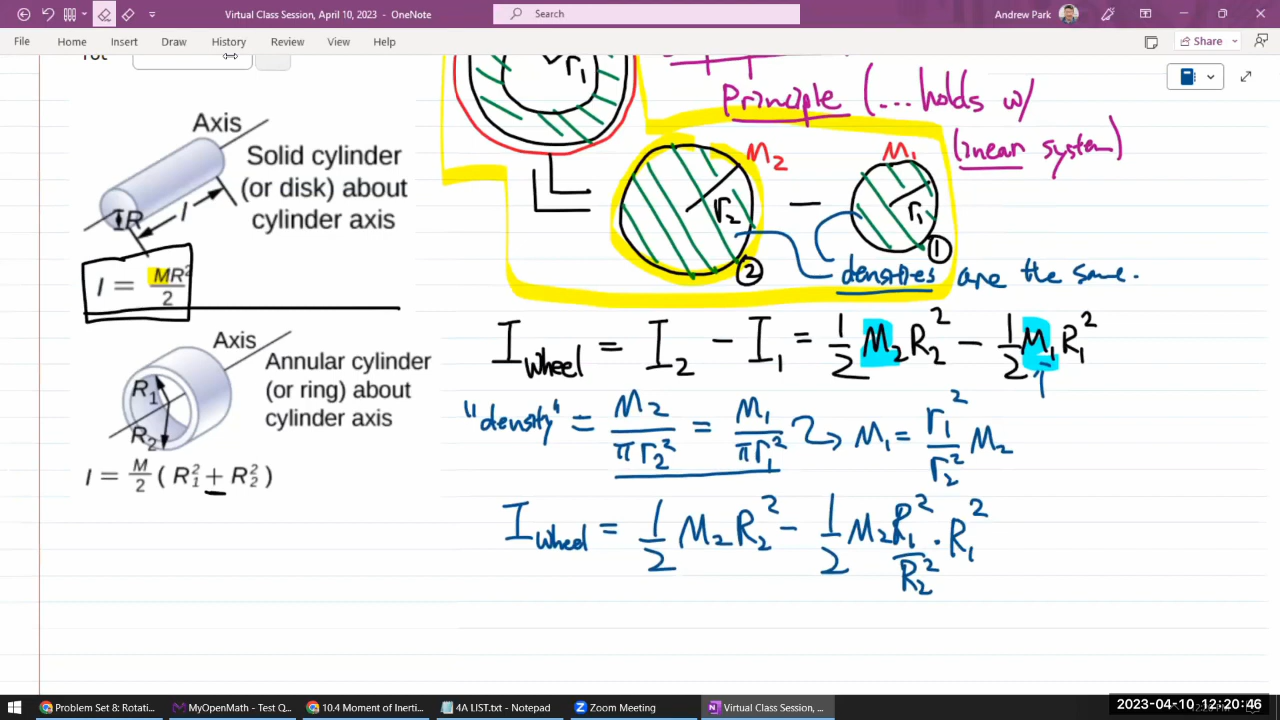 Virtual Class Session, April 10, 2023 - OneNote
Search
Andrew Park
File Home Insert Draw History Review View Help
Share
Tot
r₁
Principle (... holds w/
linear system)
Axis
Solid cylinder
(or disk) about
cylinder axis
R
l
I = MR²/2
M₂
M₁
r₂
−
r₁
②
①
densities are the same.
I wheel = I₂ − I₁ = 1/2 M₂R₂² − 1/2 M₁R₁²
Axis
Annular cylinder
(or ring) about
cylinder axis
R₁
R₂
I = M/2 (R₁² + R₂²)
"density" = M₂/πr₂² = M₁/πr₁² → M₁ = r₁²/r₂² M₂
I wheel = 1/2 M₂R₂² − 1/2 M₂ R₁²/R₂² · R₁²
Problem Set 8: Rotati...
MyOpenMath - Test Q...
10.4 Moment of Inerti...
4A LIST.txt - Notepad
Zoom Meeting
Virtual Class Session,...
2023-04-10 12:20:46